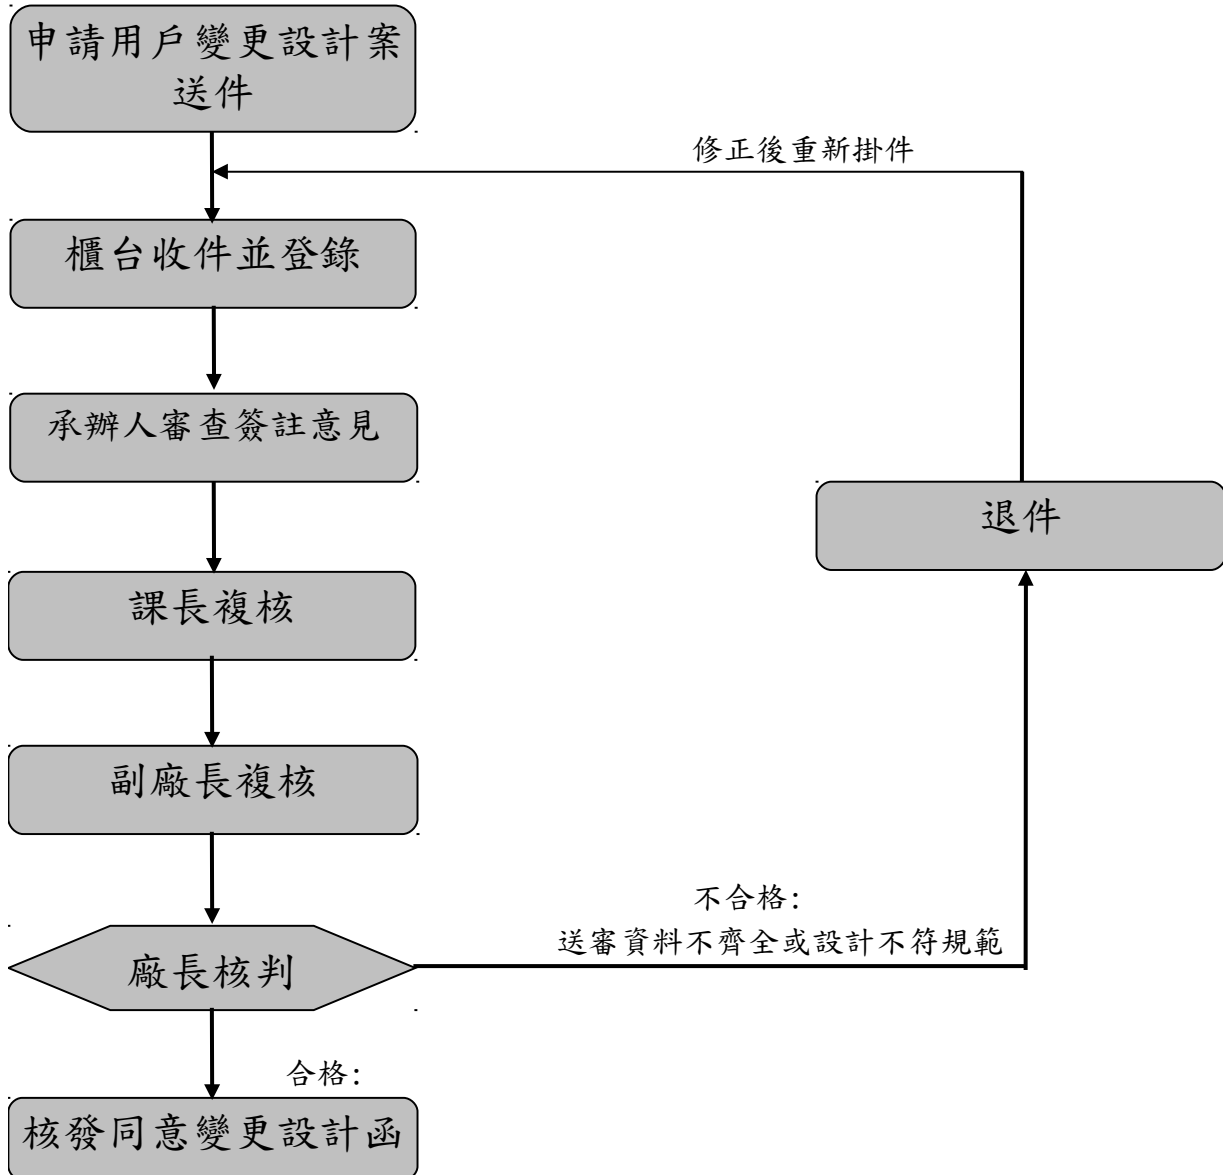 申請用戶變更設計案
送件
修正後重新掛件
櫃台收件並登錄
承辦人審查簽註意見
退件
課長複核
副廠長複核
不合格:
送審資料不齊全或設計不符規範
廠長核判
合格:
核發同意變更設計函